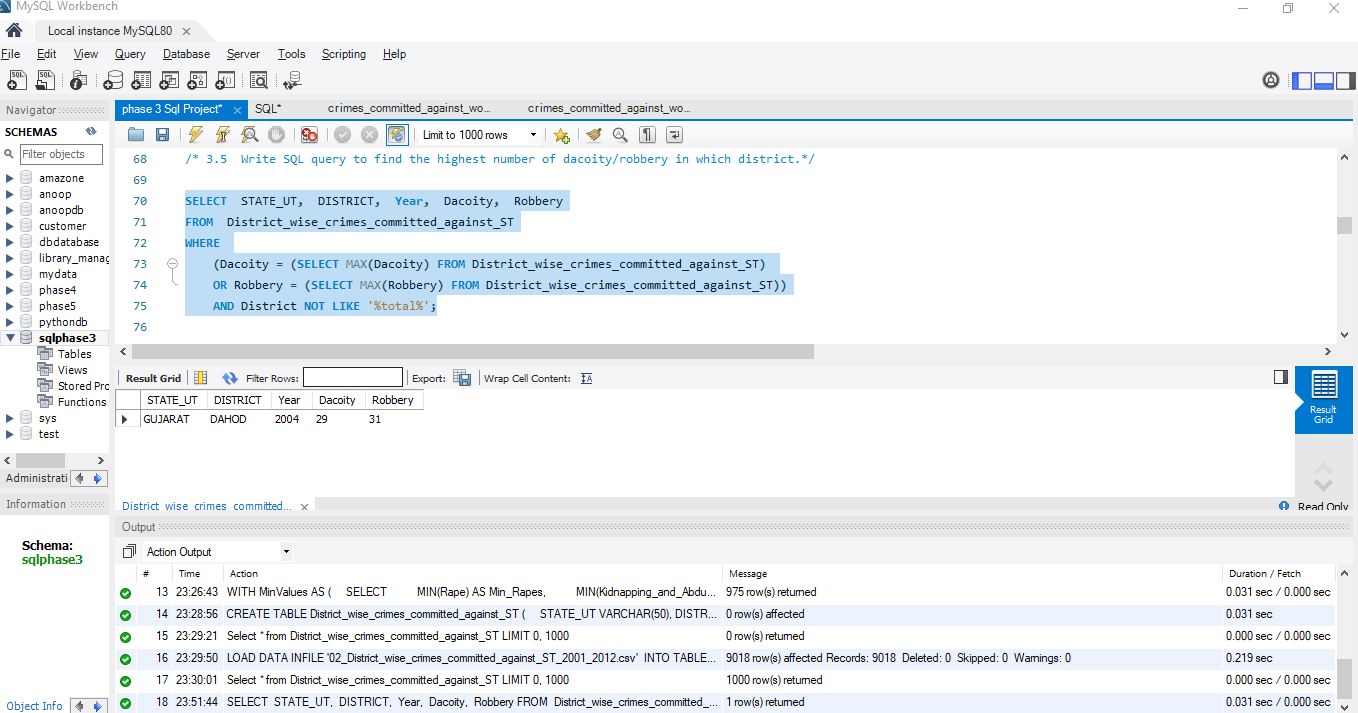 MySQL Workbench
Local instance MySQL80
File Edit View Query Database Server Tools Scripting Help
Navigator
phase 3 Sql Project* SQL* crimes_committed_against_wo... crimes_committed_against_wo...
SCHEMAS
Filter objects
amazone
anoop
anoopdb
customer
dbdatabase
library_manag
mydata
phase4
phase5
pythondb
sqlphase3
Tables
Views
Stored Pro
Functions
sys
test
Administrati
Information
Schema:
sqlphase3
Object Info
Limit to 1000 rows
68 /* 3.5 Write SQL query to find the highest number of dacoity/robbery in which district.*/
69
70 SELECT STATE_UT, DISTRICT, Year, Dacoity, Robbery
71 FROM District_wise_crimes_committed_against_ST
72 WHERE
73 (Dacoity = (SELECT MAX(Dacoity) FROM District_wise_crimes_committed_against_ST)
74 OR Robbery = (SELECT MAX(Robbery) FROM District_wise_crimes_committed_against_ST))
75 AND District NOT LIKE '%total%';
76
Result Grid Filter Rows: Export: Wrap Cell Content:
STATE_UT DISTRICT Year Dacoity Robbery
GUJARAT DAHOD 2004 29 31
Result
Grid
District_wise_crimes_committed...
Read Only
Output
Action Output
# Time Action Message Duration / Fetch
13 23:26:43 WITH MinValues AS ( SELECT MIN(Rape) AS Min_Rapes, MIN(Kidnapping_and_Abdu... 975 row(s) returned 0.031 sec / 0.000 sec
14 23:28:56 CREATE TABLE District_wise_crimes_committed_against_ST ( STATE_UT VARCHAR(50), DISTR... 0 row(s) affected 0.031 sec
15 23:29:21 Select * from District_wise_crimes_committed_against_ST LIMIT 0, 1000 0 row(s) returned 0.000 sec / 0.000 sec
16 23:29:50 LOAD DATA INFILE '02_District_wise_crimes_committed_against_ST_2001_2012.csv' INTO TABLE... 9018 row(s) affected Records: 9018 Deleted: 0 Skipped: 0 Warnings: 0 0.219 sec
17 23:30:01 Select * from District_wise_crimes_committed_against_ST LIMIT 0, 1000 1000 row(s) returned 0.000 sec / 0.000 sec
18 23:51:44 SELECT STATE_UT, DISTRICT, Year, Dacoity, Robbery FROM District_wise_crimes_committed_... 1 row(s) returned 0.031 sec / 0.000 sec